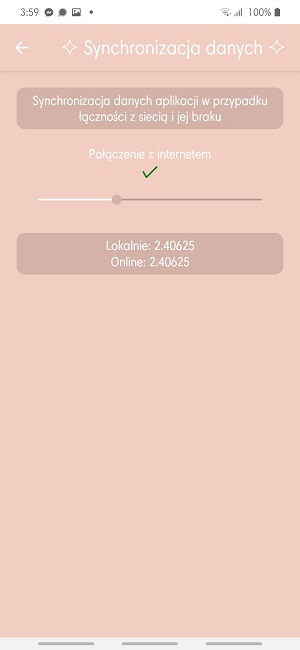 3:59
100%
Synchronizacja danych
Synchronizacja danych aplikacji w przypadku
łączności z siecią i jej braku
Połączenie z internetem
Lokalnie: 2.40625
Online: 2.40625